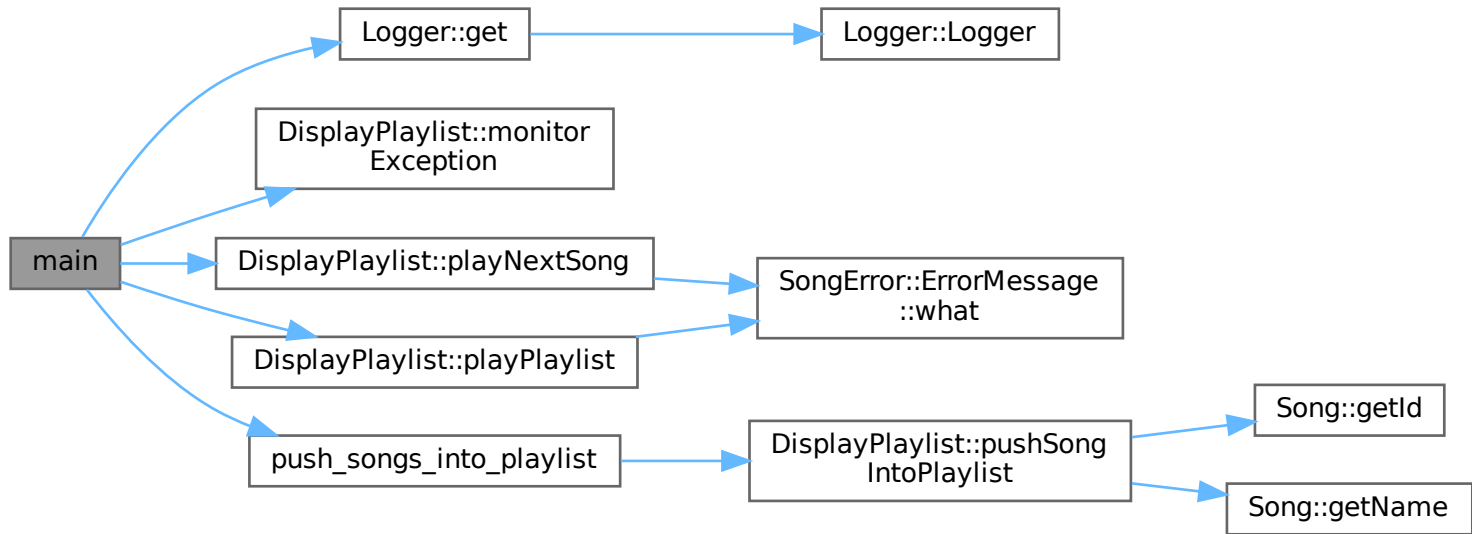 main
Logger::get
Logger::Logger
DisplayPlaylist::monitor
Exception
DisplayPlaylist::playNextSong
SongError::ErrorMessage
::what
DisplayPlaylist::playPlaylist
push_songs_into_playlist
DisplayPlaylist::pushSong
IntoPlaylist
Song::getId
Song::getName